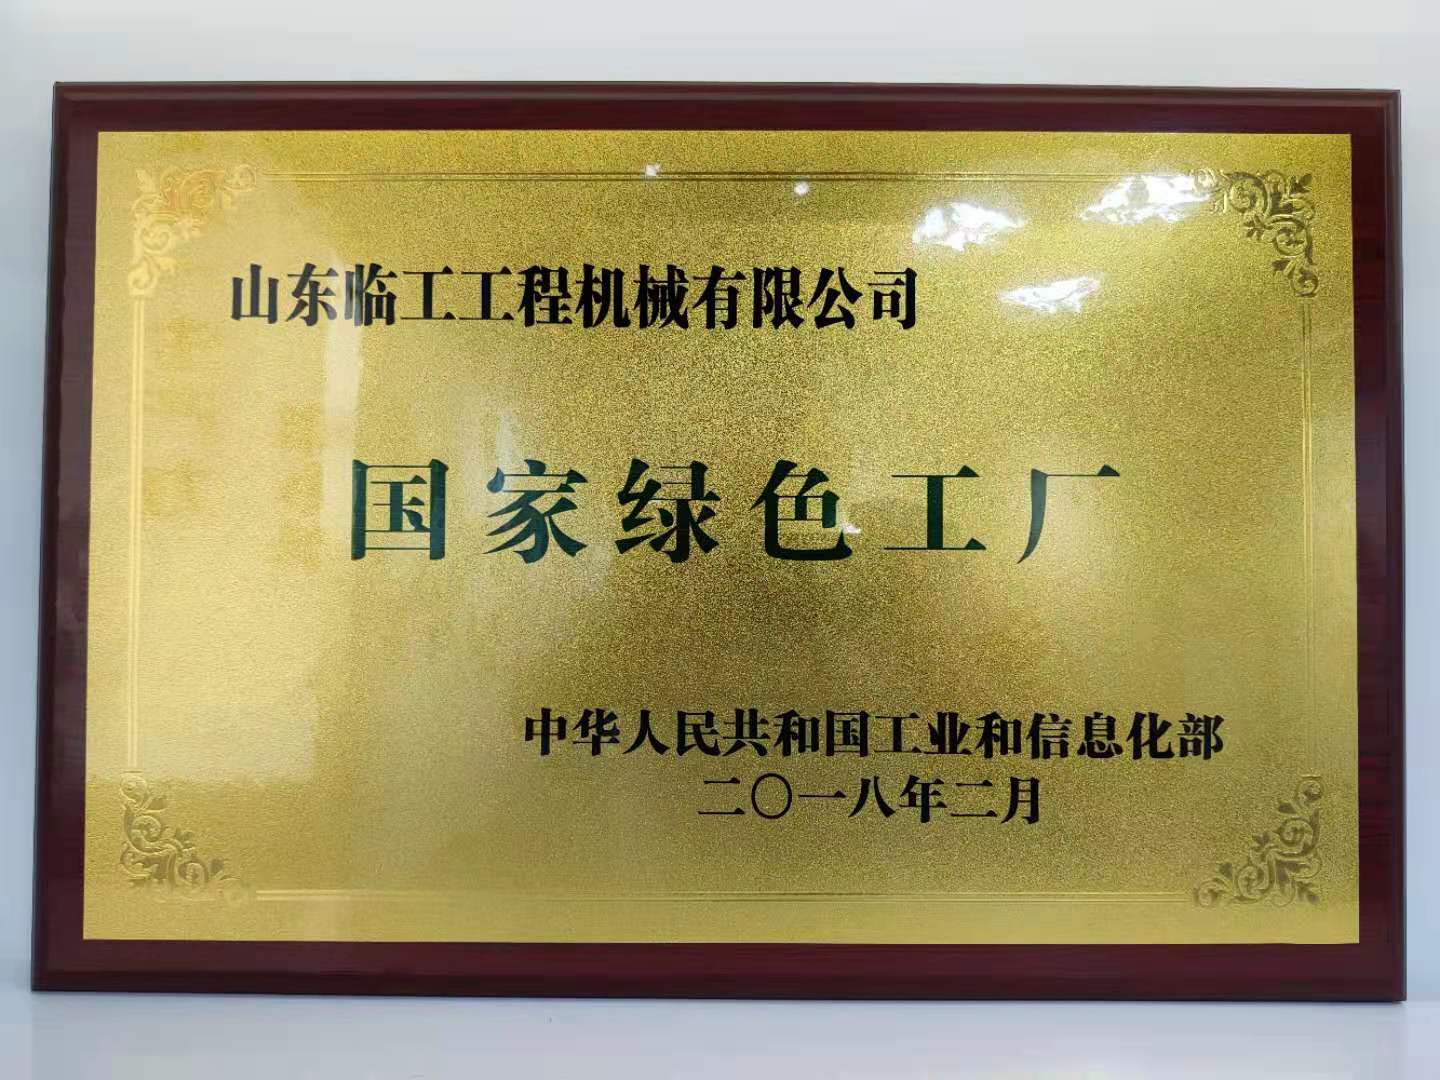 山东临工工程机械有限公司
国家绿色工厂
中华人民共和国工业和信息化部
二〇一八年二月